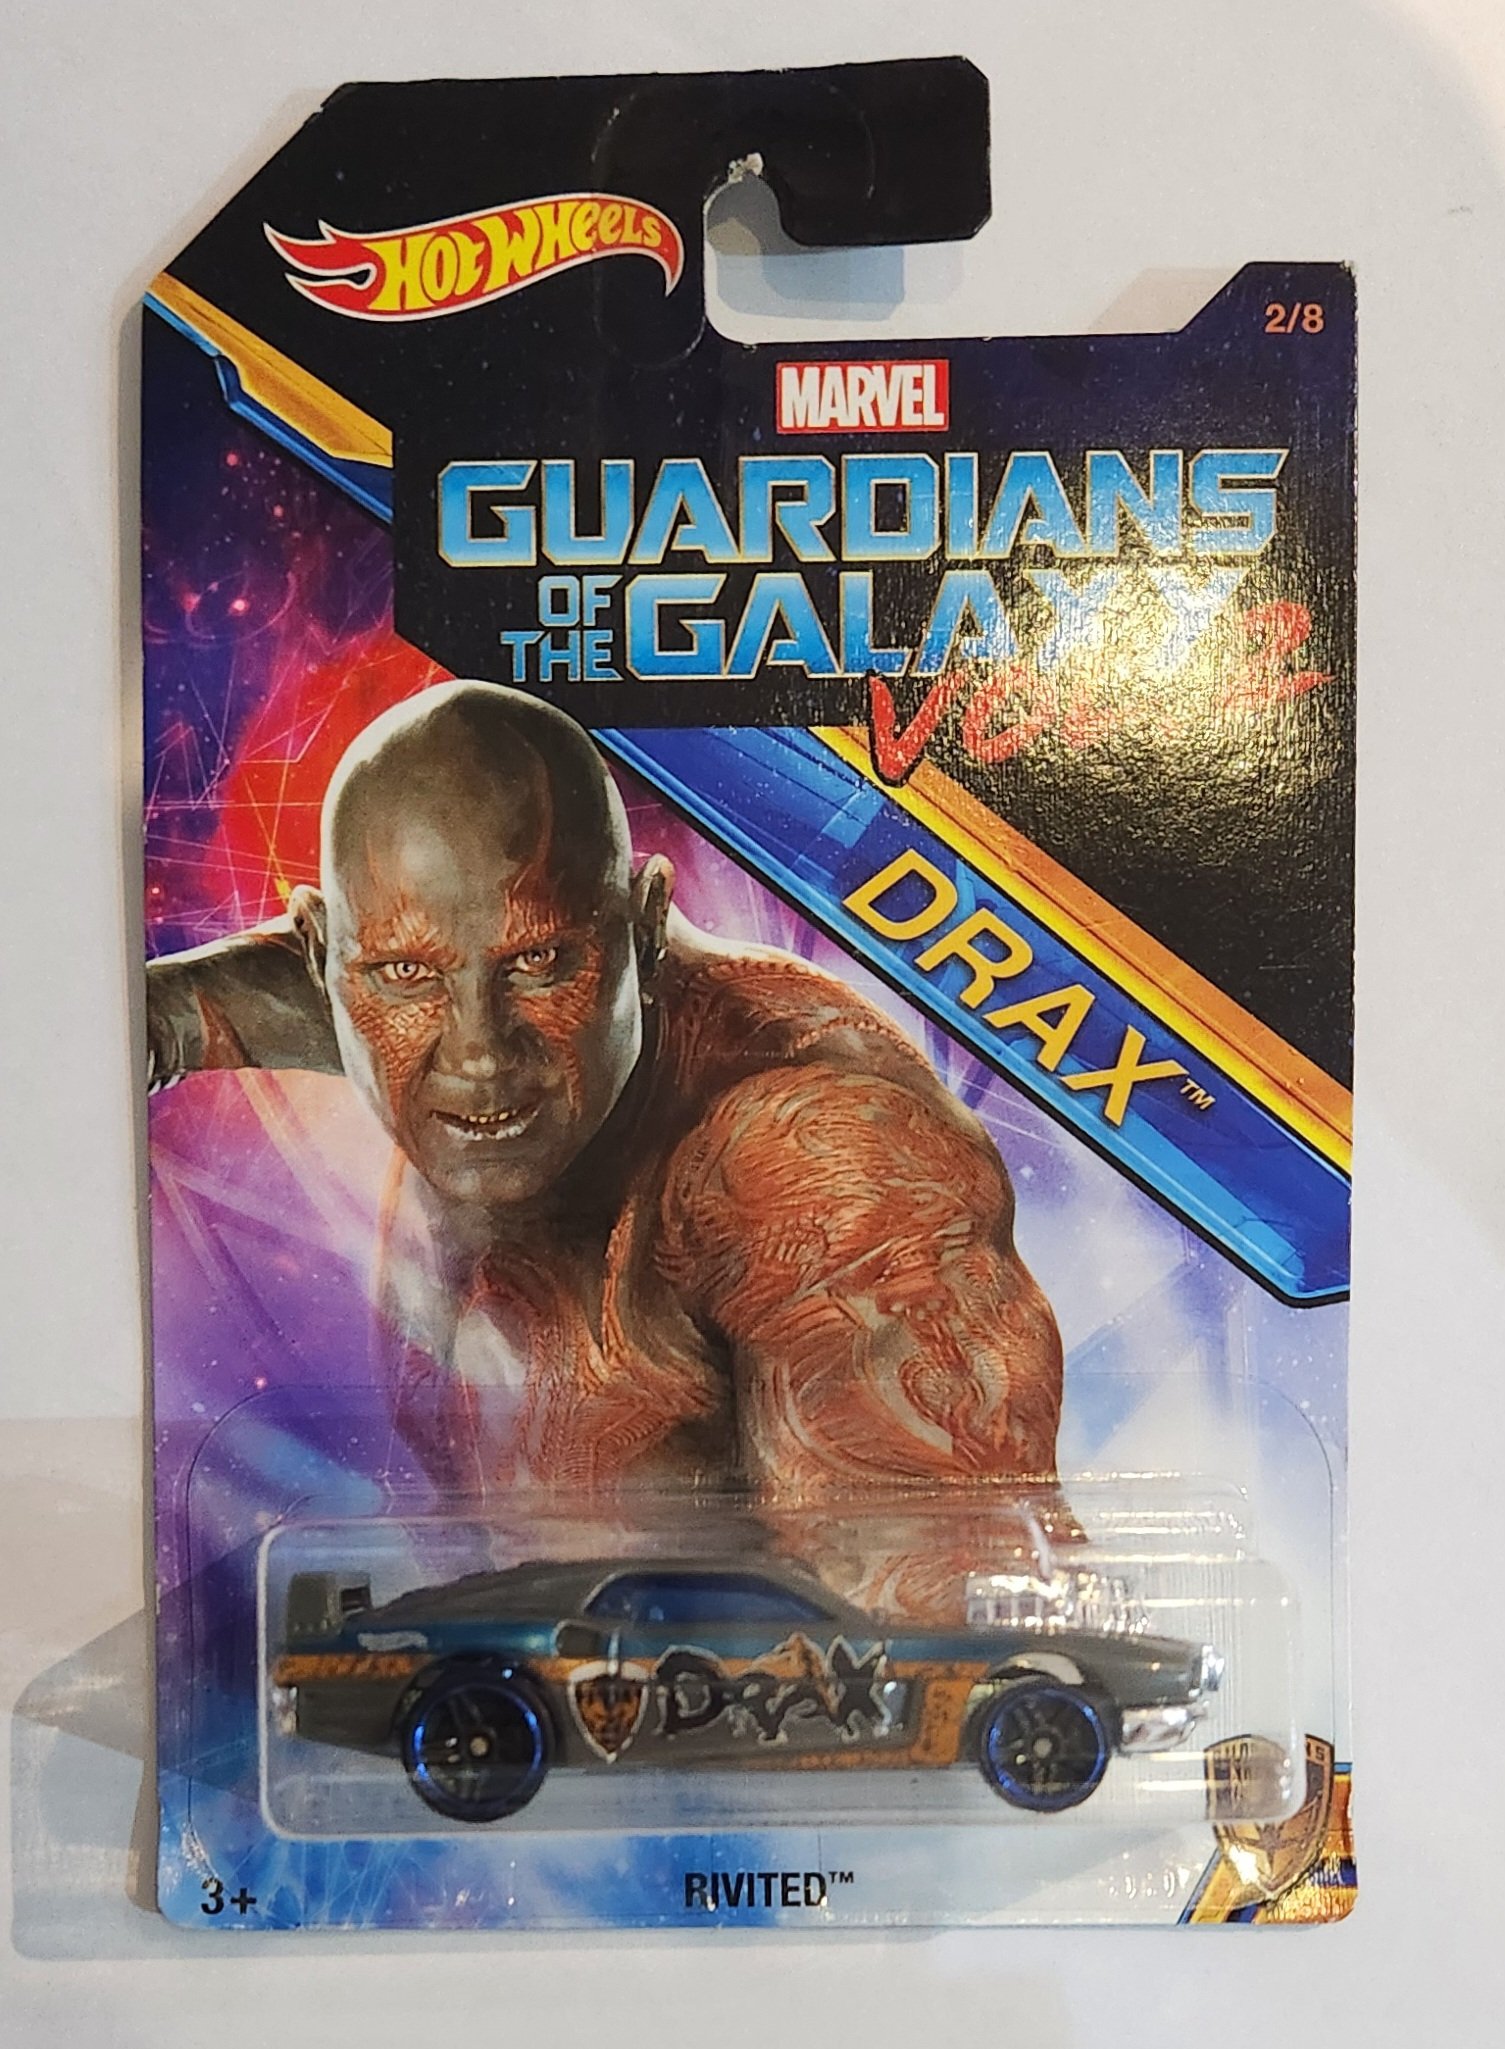 HOT WHEELS
2/8
MARVEL
GUARDIANS
OF THE GALAXY
VOL. 2
DRAX™
DRAX
3+
RIVITED™